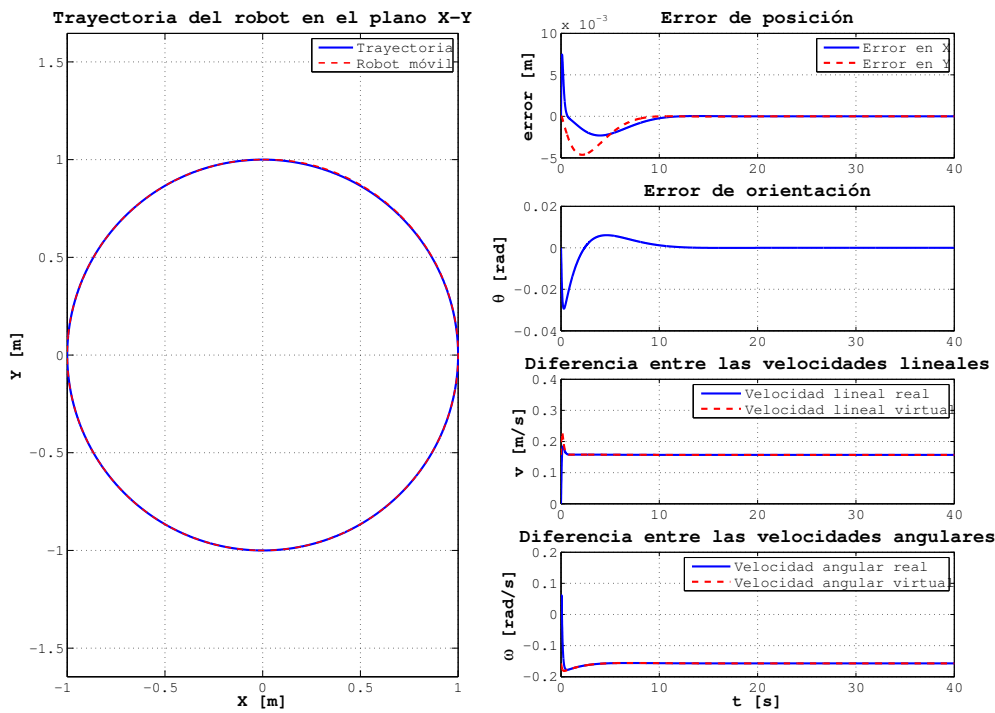 Trayectoria del robot en el plano X−Y
Trayectoria
Robot móvil
1.5
1
0.5
0
−0.5
−1
−1.5
−1
−0.5
0
0.5
1
Y [m]
X [m]
Error de posición
x 10−3
Error en X
Error en Y
10
5
0
−5
0
10
20
30
40
error [m]
Error de orientación
0.02
0
−0.02
−0.04
0
10
20
30
40
θ [rad]
Diferencia entre las velocidades lineales
Velocidad lineal real
Velocidad lineal virtual
0.4
0.3
0.2
0.1
0
0
10
20
30
40
v [m/s]
Diferencia entre las velocidades angulares
Velocidad angular real
Velocidad angular virtual
0.2
0.1
0
−0.1
−0.2
0
10
20
30
40
ω [rad/s]
t [s]